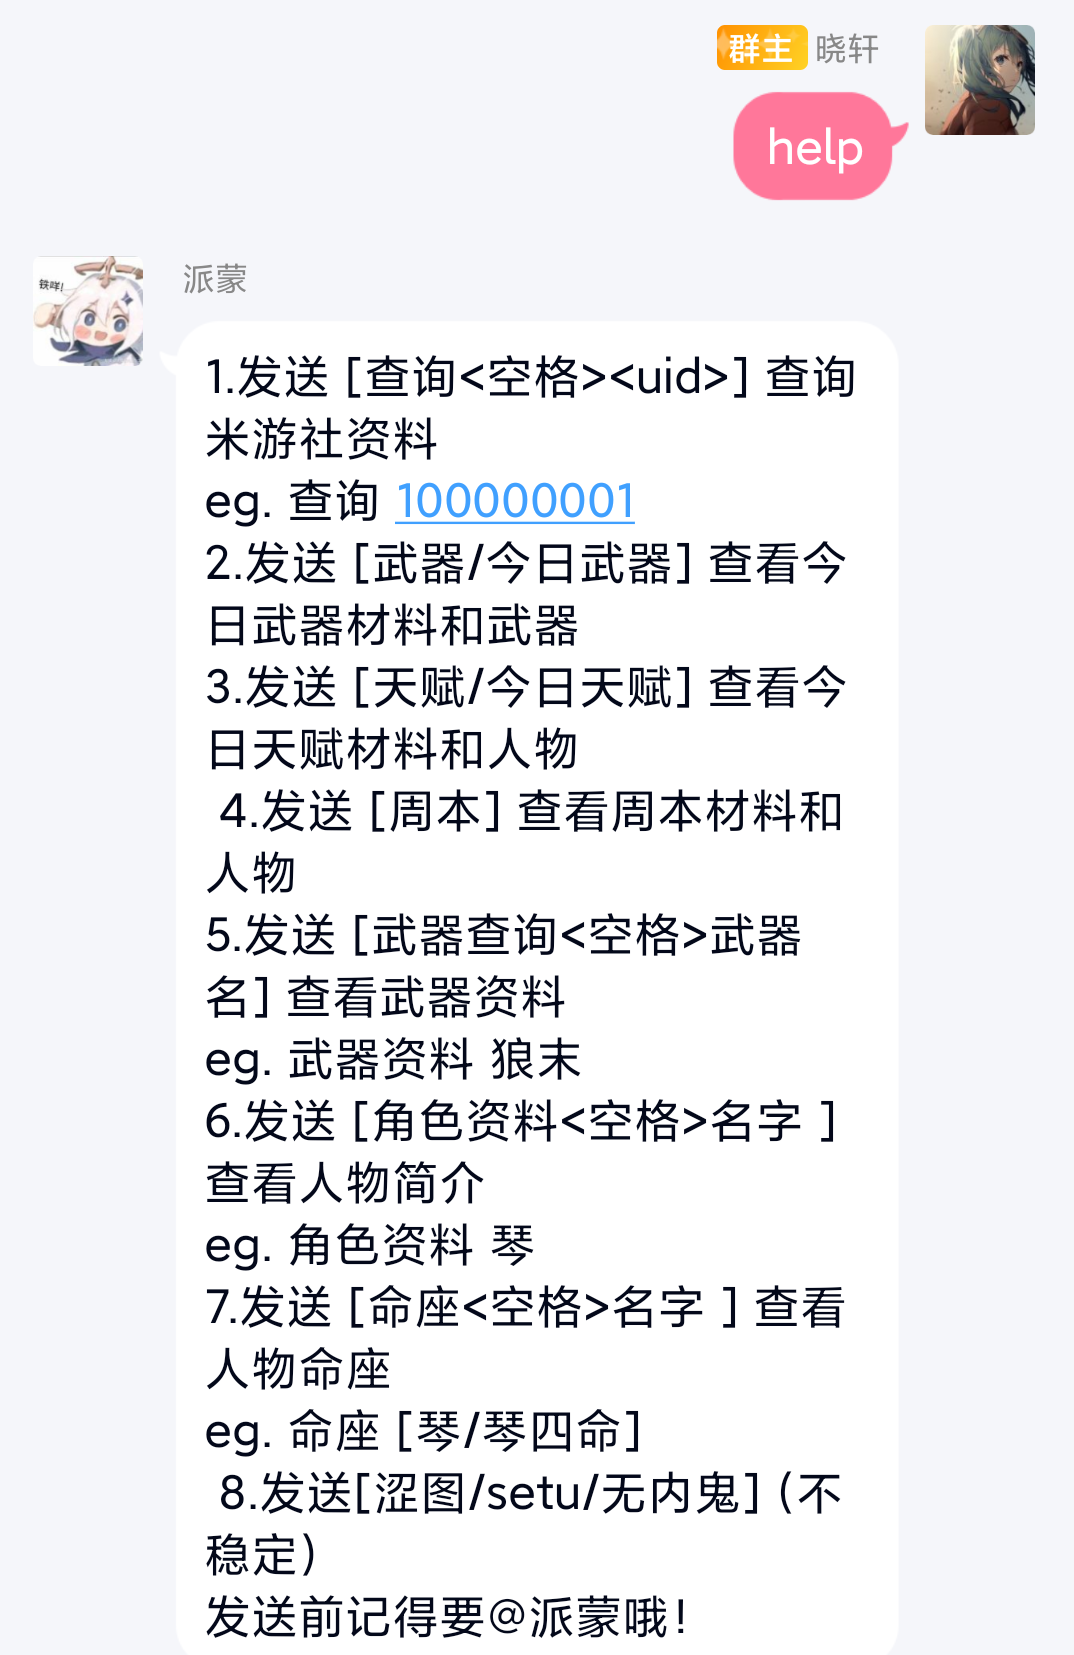 群主 晓轩
help
派蒙
铁咩!
1.发送 [查询<空格><uid>] 查询
米游社资料
eg. 查询 100000001
2.发送 [武器/今日武器] 查看今
日武器材料和武器
3.发送 [天赋/今日天赋] 查看今
日天赋材料和人物
4.发送 [周本] 查看周本材料和
人物
5.发送 [武器查询<空格>武器
名] 查看武器资料
eg. 武器资料 狼末
6.发送 [角色资料<空格>名字 ]
查看人物简介
eg. 角色资料 琴
7.发送 [命座<空格>名字 ] 查看
人物命座
eg. 命座 [琴/琴四命]
8.发送[涩图/setu/无内鬼] (不
稳定)
发送前记得要@派蒙哦!